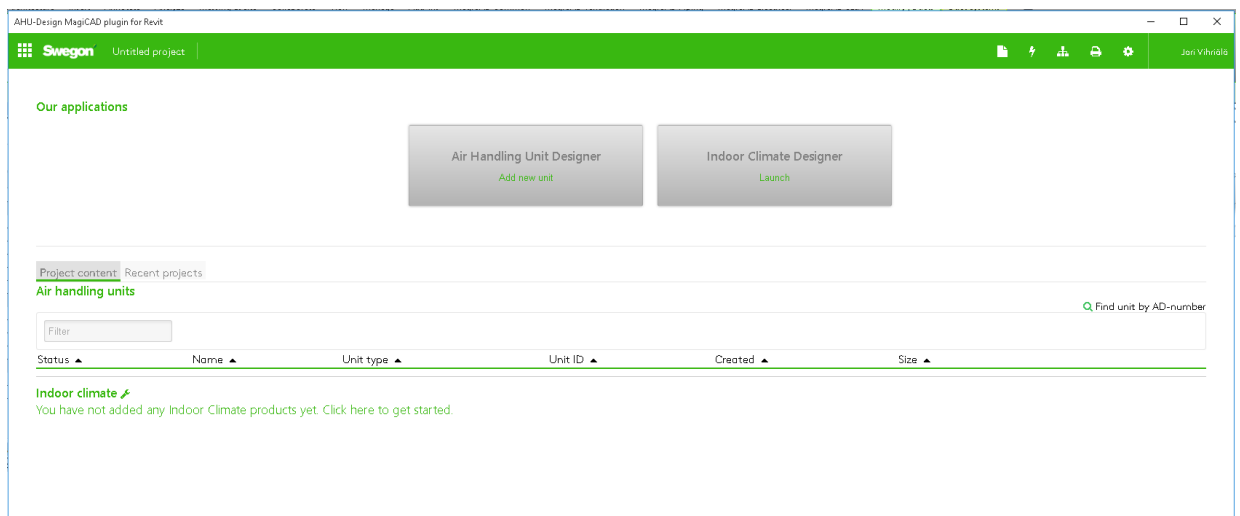 AHU-Design MagiCAD plugin for Revit
Swegon Untitled project Jari Vihriälä
Our applications
Air Handling Unit Designer
Add new unit
Indoor Climate Designer
Launch
Project content Recent projects
Air handling units
Find unit by AD-number
Filter
Status Name Unit type Unit ID Created Size
Indoor climate
You have not added any Indoor Climate products yet. Click here to get started.